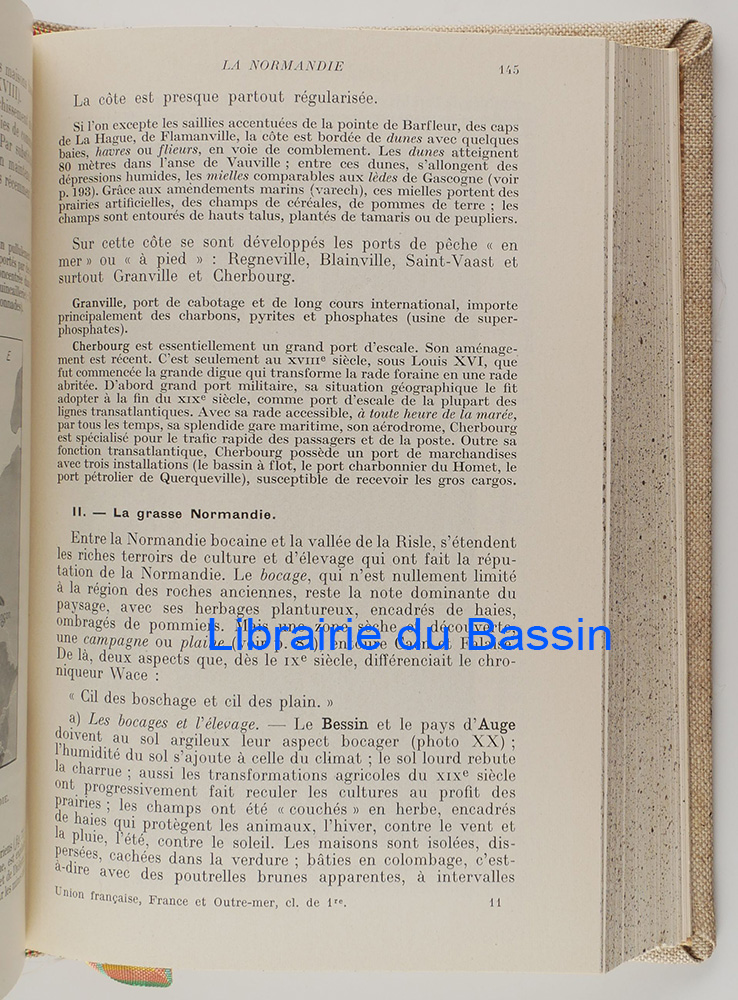 LA NORMANDIE 145
La côte est presque partout régularisée.
Si l'on excepte les saillies accentuées de la pointe de Barfleur, des caps
de La Hague, de Flamanville, la côte est bordée de dunes avec quelques
baies, havres ou fleurs, en voie de comblement. Les dunes atteignent
80 mètres dans l'anse de Vauville ; entre ces dunes, s'allongent des
dépressions humides, les mielles comparables aux lèdes de Gascogne (voir
p. 193). Grâce aux amendements marins (varech), ces mielles portent des
prairies artificielles, des champs de céréales, de pommes de terre ; les
champs sont entourés de hauts talus, plantés de tamaris ou de peupliers.
Sur cette côte se sont développés les ports de pêche « en
mer » ou « à pied » : Regneville, Blainville, Saint-Vaast et
surtout Granville et Cherbourg.
Granville, port de cabotage et de long cours international, importe
principalement des charbons, pyrites et phosphates (usine de super-
phosphates).
Cherbourg est essentiellement un grand port d'escale. Son aménage-
ment est récent. C'est seulement au XVIIIe siècle, sous Louis XVI, que
fut commencée la grande digue qui transforme la rade foraine en une rade
abritée. D'abord grand port militaire, sa situation géographique le fit
adopter à la fin du XIXe siècle, comme port d'escale de la plupart des
lignes transatlantiques. Avec sa rade accessible, à toute heure de la marée,
par tous les temps, sa splendide gare maritime, son aérodrome, Cherbourg
est spécialisé pour le trafic rapide des passagers et de la poste. Outre sa
fonction transatlantique, Cherbourg possède un port de marchandises
avec trois installations (le bassin à flot, le port charbonnier du Homet, le
port pétrolier de Querqueville), susceptible de recevoir les gros cargos.
II. — La grasse Normandie.
Entre la Normandie bocaine et la vallée de la Risle, s'étendent
les riches terroirs de culture et d'élevage qui ont fait la répu-
tation de la Normandie. Le bocage, qui n'est nullement limité
à la région des roches anciennes, reste la note dominante du
paysage, avec ses herbages plantureux, encadrés de haies,
ombragés de pommiers. Mais une zone sèche et découverte,
une campagne ou plaine (voir p. 8 entoure Caen et Falaise.
Librairie du Bassin
De là, deux aspects que, dès le IXe siècle, différenciait le chro-
niqueur Wace :
« Cil des boschage et cil des plain. »
a) Les bocages et l'élevage. — Le Bessin et le pays d'Auge
doivent au sol argileux leur aspect bocager (photo XX) ;
l'humidité du sol s'ajoute à celle du climat ; le sol lourd rebute
la charrue ; aussi les transformations agricoles du XIXe siècle
ont progressivement fait reculer les cultures au profit des
prairies ; les champs ont été « couchés » en herbe, encadrés
de haies qui protègent les animaux, l'hiver, contre le vent et
la pluie, l'été, contre le soleil. Les maisons sont isolées, dis-
persées, cachées dans la verdure ; bâties en colombage, c'est-
à-dire avec des poutrelles brunes apparentes, à intervalles
Union française, France et Outre-mer, cl. de 1re. 11